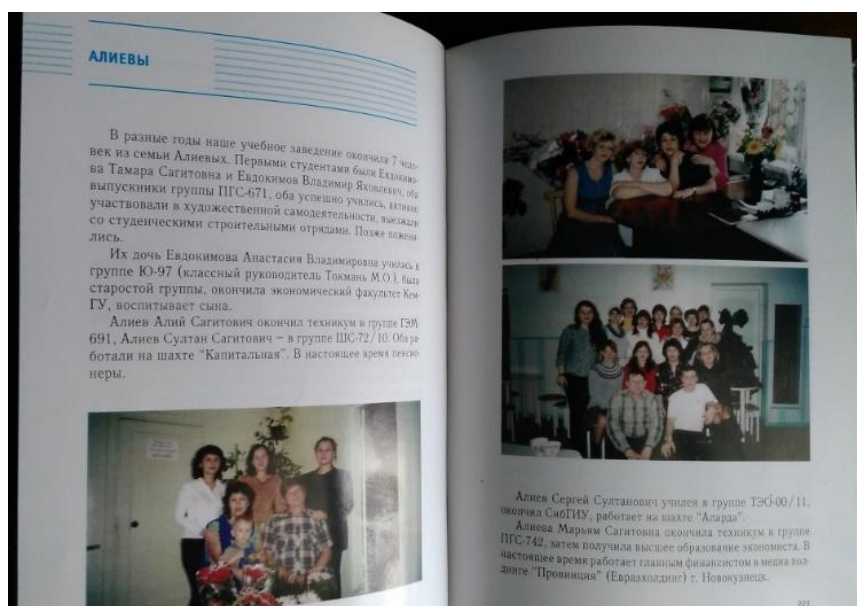 АЛИЕВЫ
В разные годы наше учебное заведение окончили 7 чело-
век из семьи Алиевых. Первыми студентами были Евдокимо-
ва Тамара Сагитовна и Евдокимов Владимир Яковлевич, оба
выпускники группы ПГС-671, оба успешно учились, активно
участвовали в художественной самодеятельности, выезжали
со студенческими строительными отрядами. Позже пожени-
лись.
Их дочь Евдокимова Анастасия Владимировна училась в
группе Ю-97 (классный руководитель Токмань М.О.), была
старостой группы, окончила экономический факультет Кем-
ГУ, воспитывает сына.
Алиев Алий Сагитович окончил техникум в группе ГЭМ
691, Алиев Султан Сагитович – в группе ШС-72/10. Оба ра-
ботали на шахте "Капитальная". В настоящее время пенсио-
неры.
Алиев Сергей Султанович учился в группе ТЭО-00/11,
окончил СибГИУ, работает на шахте "Аларда".
Алиева Марьям Сагитовна окончила техникум в группе
ПГС-742, затем получила высшее образование экономиста. В
настоящее время работает главным финансистом в медиа хол-
динге "Провинция" (Евразхолдинг) г. Новокузнецк.
223